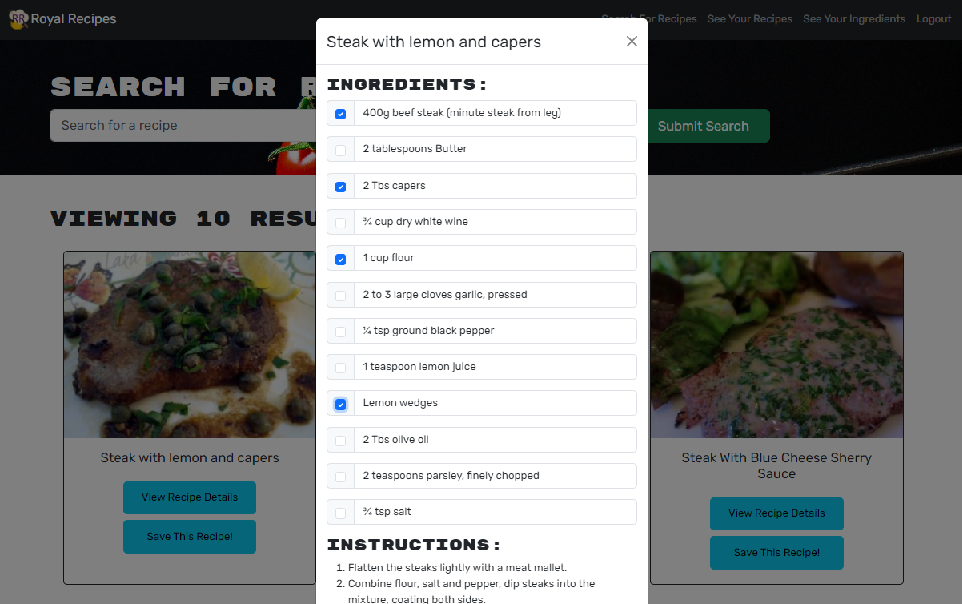 RR Royal Recipes
Search For Recipes See Your Recipes See Your Ingredients Logout
Steak with lemon and capers
SEARCH FOR R
Search for a recipe
Submit Search
INGREDIENTS:
400g beef steak (minute steak from leg)
2 tablespoons Butter
2 Tbs capers
¾ cup dry white wine
1 cup flour
2 to 3 large cloves garlic, pressed
¼ tsp ground black pepper
1 teaspoon lemon juice
Lemon wedges
2 Tbs olive oil
2 teaspoons parsley, finely chopped
¾ tsp salt
INSTRUCTIONS:
1. Flatten the steaks lightly with a meat mallet.
2. Combine flour, salt and pepper, dip steaks into the
mixture, coating both sides.
VIEWING 10 RESU
Steak with lemon and capers
View Recipe Details
Save This Recipe!
Steak With Blue Cheese Sherry
Sauce
View Recipe Details
Save This Recipe!